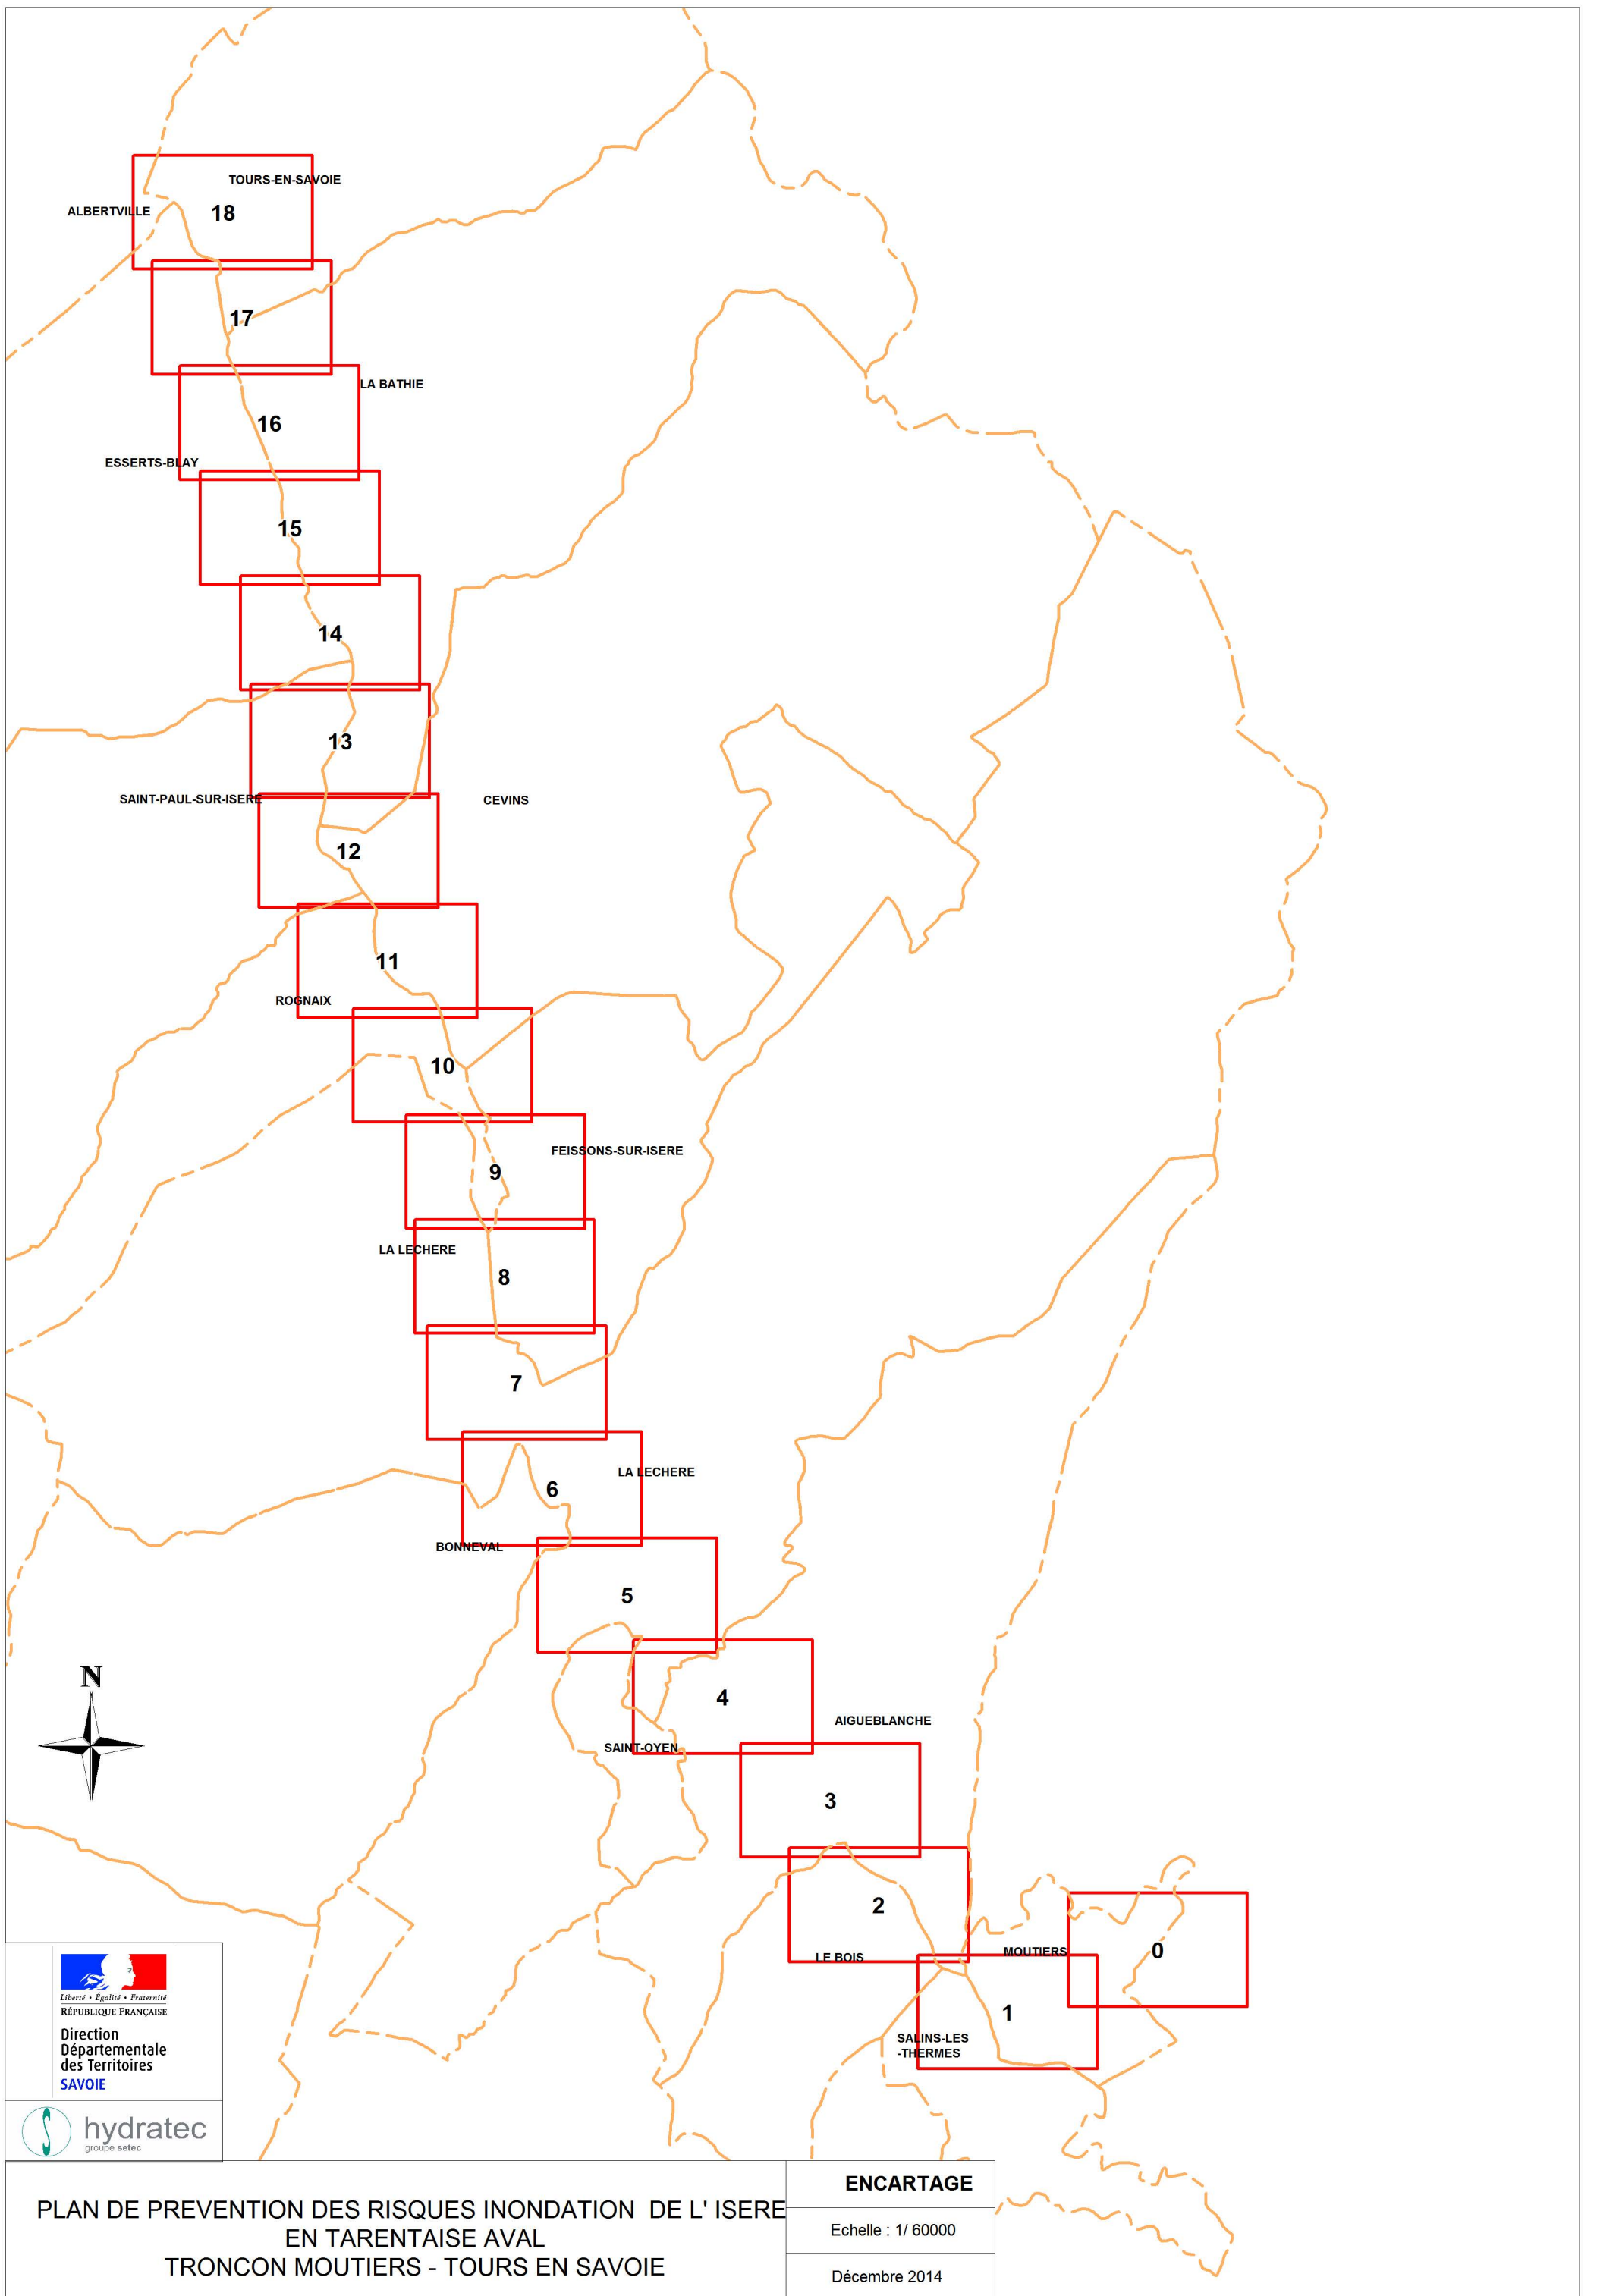 TOURS-EN-SAVOIE
ALBERTVILLE
18
17
LA BATHIE
16
ESSERTS-BLAY
15
14
13
SAINT-PAUL-SUR-ISERE
CEVINS
12
11
ROGNAIX
10
FEISSONS-SUR-ISERE
9
LA LECHERE
8
7
LA LECHERE
6
BONNEVAL
5
N
4
AIGUEBLANCHE
SAINT-OYEN
3
2
LE BOIS
MOUTIERS
0
1
SALINS-LES
-THERMES
Liberté • Égalité • Fraternité
RÉPUBLIQUE FRANÇAISE
Direction
Départementale
des Territoires
SAVOIE
hydratec
groupe setec
PLAN DE PREVENTION DES RISQUES INONDATION DE L' ISERE
EN TARENTAISE AVAL
TRONCON MOUTIERS - TOURS EN SAVOIE
ENCARTAGE
Echelle : 1/ 60000
Décembre 2014